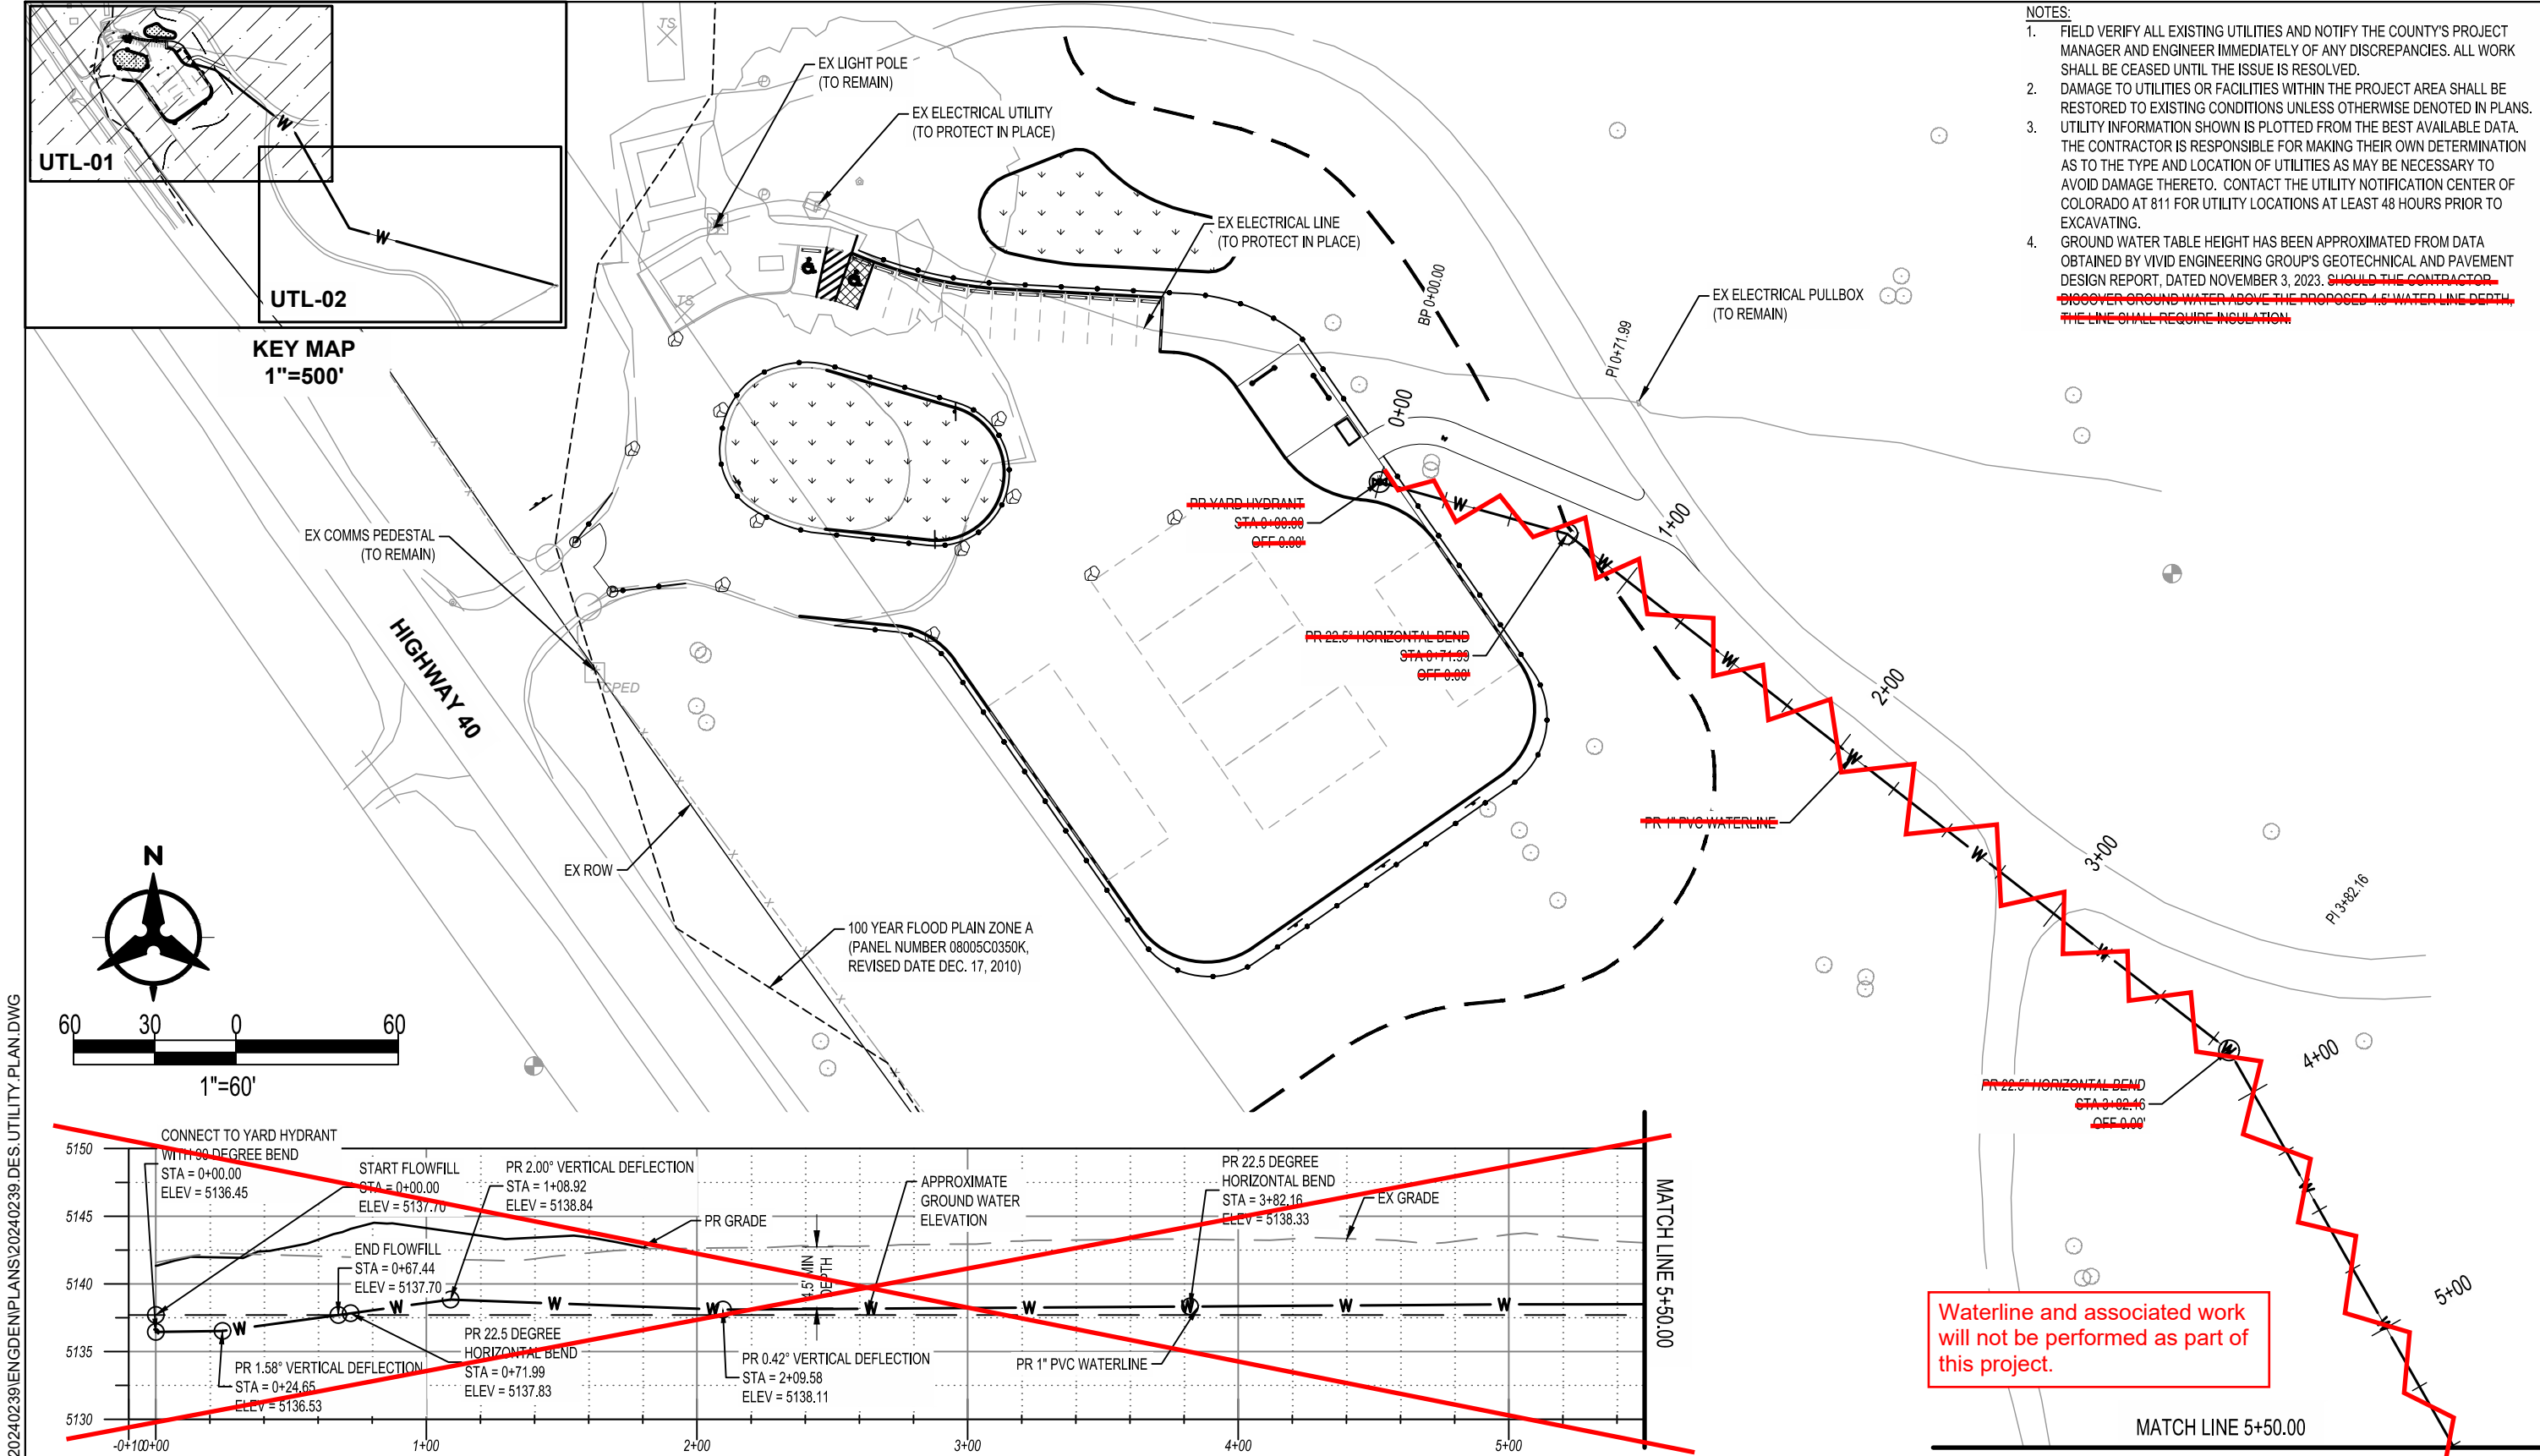 UTL-01
UTL-02
KEY MAP
1"=500'
NOTES:
1. FIELD VERIFY ALL EXISTING UTILITIES AND NOTIFY THE COUNTY'S PROJECT
MANAGER AND ENGINEER IMMEDIATELY OF ANY DISCREPANCIES. ALL WORK
SHALL BE CEASED UNTIL THE ISSUE IS RESOLVED.
2. DAMAGE TO UTILITIES OR FACILITIES WITHIN THE PROJECT AREA SHALL BE
RESTORED TO EXISTING CONDITIONS UNLESS OTHERWISE DENOTED IN PLANS.
3. UTILITY INFORMATION SHOWN IS PLOTTED FROM THE BEST AVAILABLE DATA.
THE CONTRACTOR IS RESPONSIBLE FOR MAKING THEIR OWN DETERMINATION
AS TO THE TYPE AND LOCATION OF UTILITIES AS MAY BE NECESSARY TO
AVOID DAMAGE THERETO. CONTACT THE UTILITY NOTIFICATION CENTER OF
COLORADO AT 811 FOR UTILITY LOCATIONS AT LEAST 48 HOURS PRIOR TO
EXCAVATING.
4. GROUND WATER TABLE HEIGHT HAS BEEN APPROXIMATED FROM DATA
OBTAINED BY VIVID ENGINEERING GROUP'S GEOTECHNICAL AND PAVEMENT
DESIGN REPORT, DATED NOVEMBER 3, 2023. SHOULD THE CONTRACTOR
DISCOVER GROUND WATER ABOVE THE PROPOSED 4.5' WATER LINE DEPTH,
THE LINE SHALL REQUIRE INSULATION.
TS
EX LIGHT POLE
(TO REMAIN)
EX ELECTRICAL UTILITY
(TO PROTECT IN PLACE)
EX ELECTRICAL LINE
(TO PROTECT IN PLACE)
TS
BP 0+00.00
PI 0+71.99
EX ELECTRICAL PULLBOX
(TO REMAIN)
0+00
1+00
2+00
3+00
4+00
5+00
PI 3+82.16
PR YARD HYDRANT
STA 0+00.00
OFF 0.00'
PR 22.5° HORIZONTAL BEND
STA 0+71.99
OFF 0.00'
PR 1" PVC WATERLINE
PR 22.5° HORIZONTAL BEND
STA 3+82.16
OFF 0.00'
EX COMMS PEDESTAL
(TO REMAIN)
CPED
HIGHWAY 40
EX ROW
100 YEAR FLOOD PLAIN ZONE A
(PANEL NUMBER 08005C0350K,
REVISED DATE DEC. 17, 2010)
N
60 30 0 60
1"=60'
20240239\ENGDEN\PLANS\20240239.DES.UTILITY.PLAN.DWG
5150
5145
5140
5135
5130
CONNECT TO YARD HYDRANT
WITH 90 DEGREE BEND
STA = 0+00.00
ELEV = 5136.45
START FLOWFILL
STA = 0+00.00
ELEV = 5137.70
PR 2.00° VERTICAL DEFLECTION
STA = 1+08.92
ELEV = 5138.84
END FLOWFILL
STA = 0+67.44
ELEV = 5137.70
PR GRADE
4.5' MIN
DEPTH
APPROXIMATE
GROUND WATER
ELEVATION
PR 22.5 DEGREE
HORIZONTAL BEND
STA = 3+82.16
ELEV = 5138.33
EX GRADE
PR 1.58° VERTICAL DEFLECTION
STA = 0+24.65
ELEV = 5136.53
PR 22.5 DEGREE
HORIZONTAL BEND
STA = 0+71.99
ELEV = 5137.83
PR 0.42° VERTICAL DEFLECTION
STA = 2+09.58
ELEV = 5138.11
PR 1" PVC WATERLINE
MATCH LINE 5+50.00
-0+10 0+00 1+00 2+00 3+00 4+00 5+00
Waterline and associated work
will not be performed as part of
this project.
MATCH LINE 5+50.00